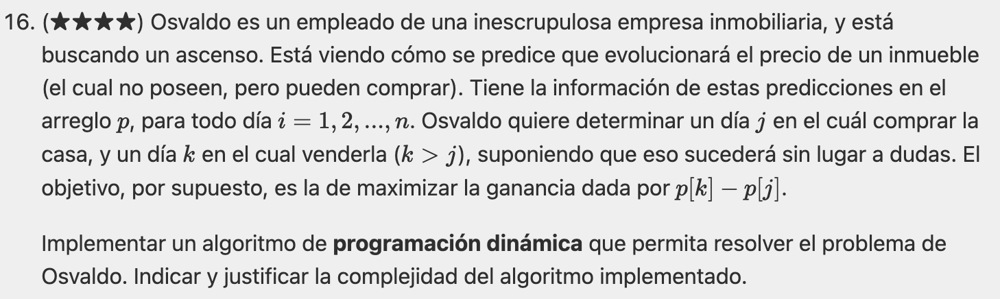 16. (★★★★) Osvaldo es un empleado de una inescrupulosa empresa inmobiliaria, y está
buscando un ascenso. Está viendo cómo se predice que evolucionará el precio de un inmueble
(el cual no poseen, pero pueden comprar). Tiene la información de estas predicciones en el
arreglo p, para todo día i = 1, 2, ..., n. Osvaldo quiere determinar un día j en el cuál comprar la
casa, y un día k en el cual venderla (k > j), suponiendo que eso sucederá sin lugar a dudas. El
objetivo, por supuesto, es la de maximizar la ganancia dada por p[k] − p[j].
Implementar un algoritmo de programación dinámica que permita resolver el problema de
Osvaldo. Indicar y justificar la complejidad del algoritmo implementado.